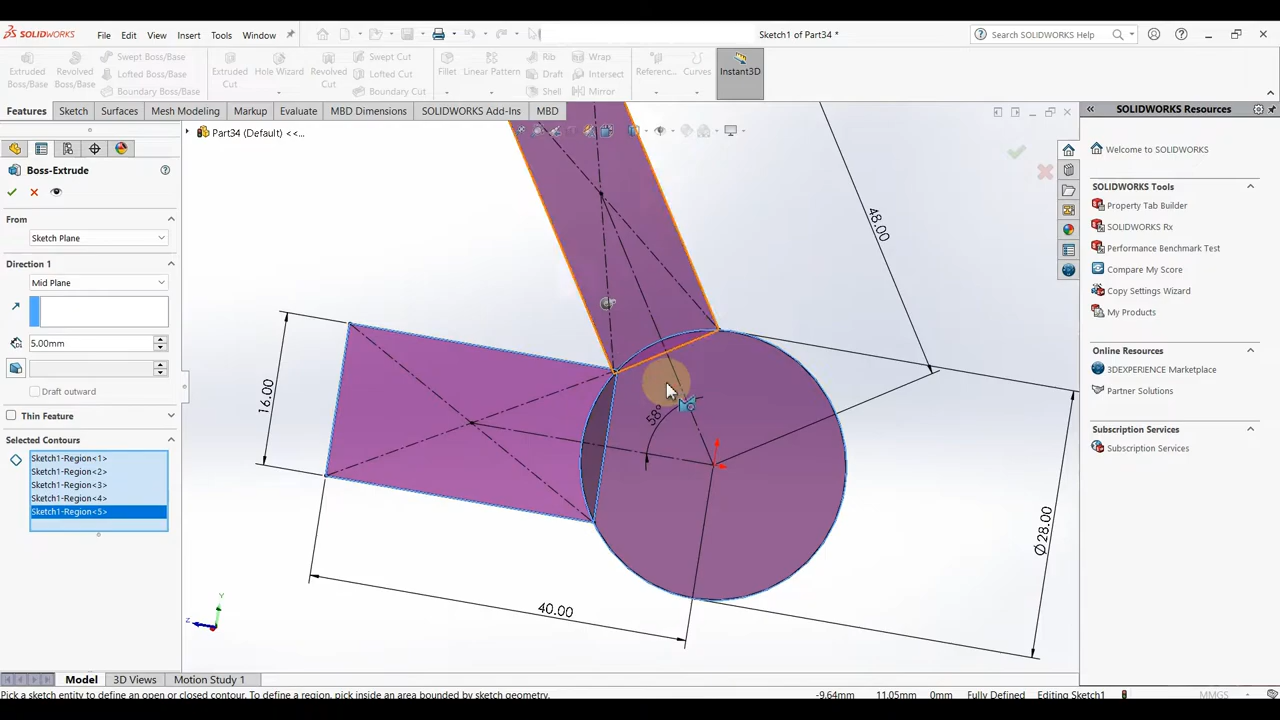 SOLIDWORKS File Edit View Insert Tools Window Sketch1 of Part34 * Search SOLIDWORKS Help
Extruded Boss/Base Revolved Boss/Base Swept Boss/Base Lofted Boss/Base Boundary Boss/Base Extruded Cut Hole Wizard Revolved Cut Swept Cut Lofted Cut Boundary Cut Fillet Linear Pattern Rib Draft Shell Wrap Intersect Mirror Referenc... Curves Instant3D
Features Sketch Surfaces Mesh Modeling Markup Evaluate MBD Dimensions SOLIDWORKS Add-Ins MBD
SOLIDWORKS Resources
Part34 (Default) <<...
Boss-Extrude
From
Sketch Plane
Direction 1
Mid Plane
5.00mm
Draft outward
Thin Feature
Selected Contours
Sketch1-Region<1>
Sketch1-Region<2>
Sketch1-Region<3>
Sketch1-Region<4>
Sketch1-Region<5>
48.00
16.00
58°
40.00
Ø28.00
Y
Z
Welcome to SOLIDWORKS
SOLIDWORKS Tools
Property Tab Builder
SOLIDWORKS Rx
Performance Benchmark Test
Compare My Score
Copy Settings Wizard
My Products
Online Resources
3DEXPERIENCE Marketplace
Partner Solutions
Subscription Services
Subscription Services
Model 3D Views Motion Study 1
Pick a sketch entity to define an open or closed contour. To define a region, pick inside an area bounded by sketch geometry. -9.64mm 11.05mm 0mm Fully Defined Editing Sketch1 MMGS